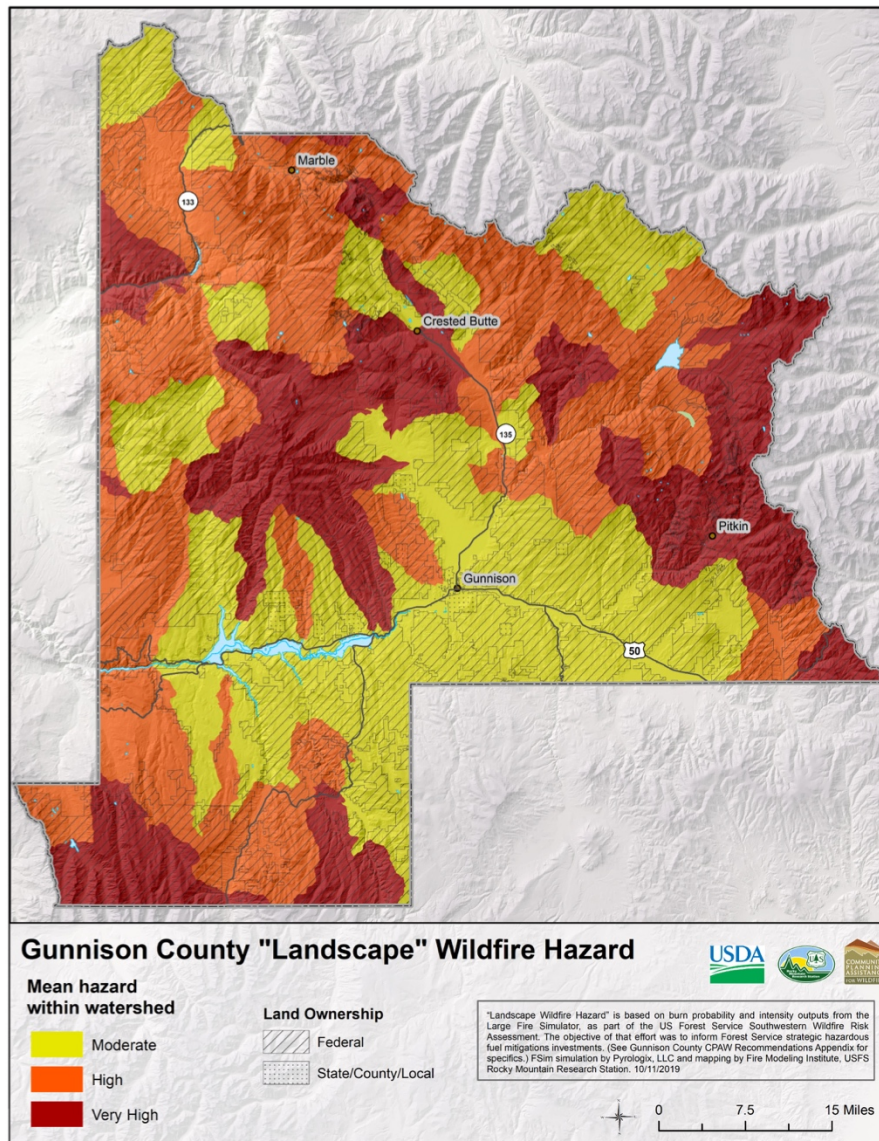 Marble
133
Crested Butte
135
Pitkin
Gunnison
50
Gunnison County "Landscape" Wildfire Hazard
USDA
Mean hazard
within watershed
Moderate
High
Very High
Land Ownership
Federal
State/County/Local
COMMUNITY
PLANNING
ASSISTANCE
FOR WILDFIRE
"Landscape Wildfire Hazard" is based on burn probability and intensity outputs from the
Large Fire Simulator, as part of the US Forest Service Southwestern Wildfire Risk
Assessment. The objective of that effort was to inform Forest Service strategic hazardous
fuel mitigations investments. (See Gunnison County CPAW Recommendations Appendix for
specifics.) FSim simulation by Pyrologix, LLC and mapping by Fire Modeling Institute, USFS
Rocky Mountain Research Station. 10/11/2019
0 7.5 15 Miles